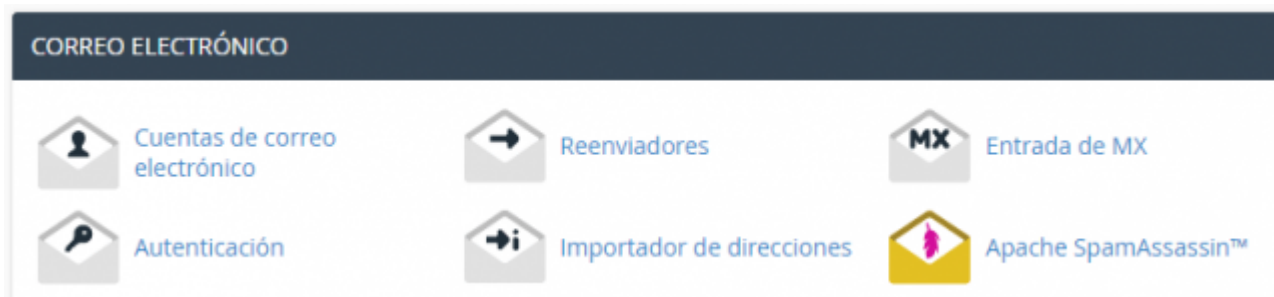 CORREO ELECTRÓNICO
Cuentas de correo
electrónico
Reenviadores
MX
Entrada de MX
Autenticación
Importador de direcciones
Apache SpamAssassin™